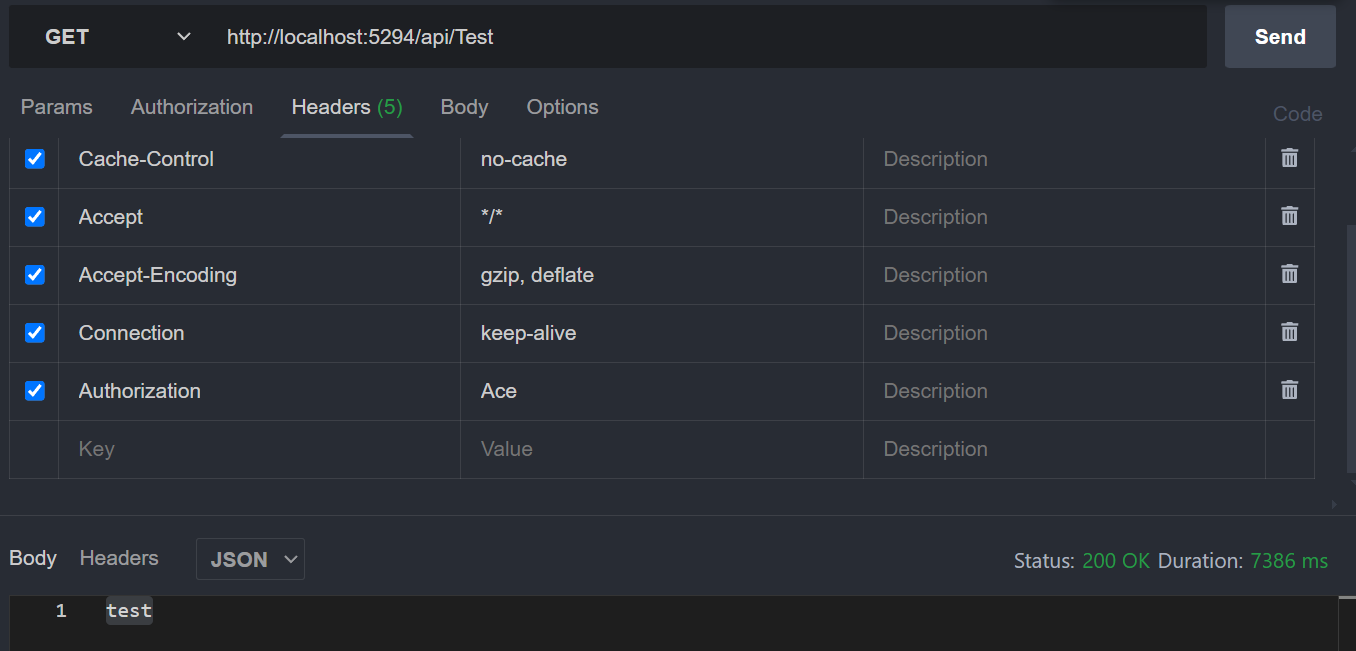 GET http://localhost:5294/api/Test Send
Params Authorization Headers (5) Body Options Code
Cache-Control no-cache Description
Accept */* Description
Accept-Encoding gzip, deflate Description
Connection keep-alive Description
Authorization Ace Description
Key Value Description
Body Headers JSON Status: 200 OK Duration: 7386 ms
1 test